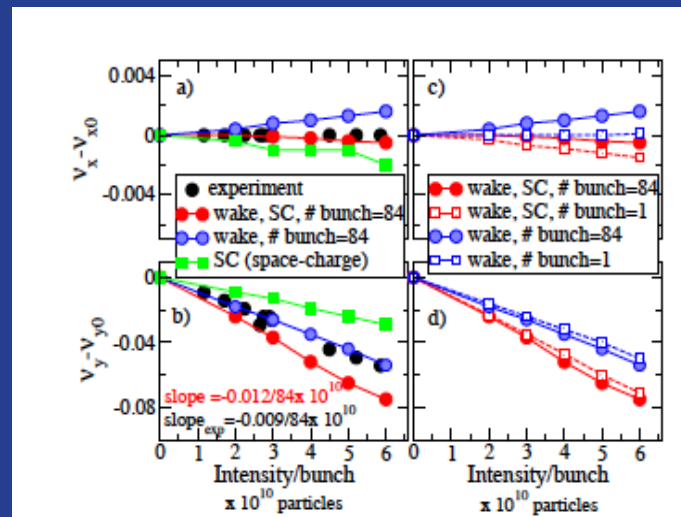 0.004
0
-0.004
ν_x-ν_x0
a)
c)
experiment
wake, SC, # bunch=84
wake, # bunch=84
SC (space-charge)
wake, SC, # bunch=84
wake, SC, # bunch=1
wake, # bunch=84
wake, # bunch=1
0
-0.04
-0.08
ν_y-ν_y0
b)
d)
slope =-0.012/84x 10^10
slope_exp=-0.009/84x 10^10
0 1 2 3 4 5 6
0 1 2 3 4 5 6
Intensity/bunch
Intensity/bunch
x 10^10 particles
x 10^10 particles